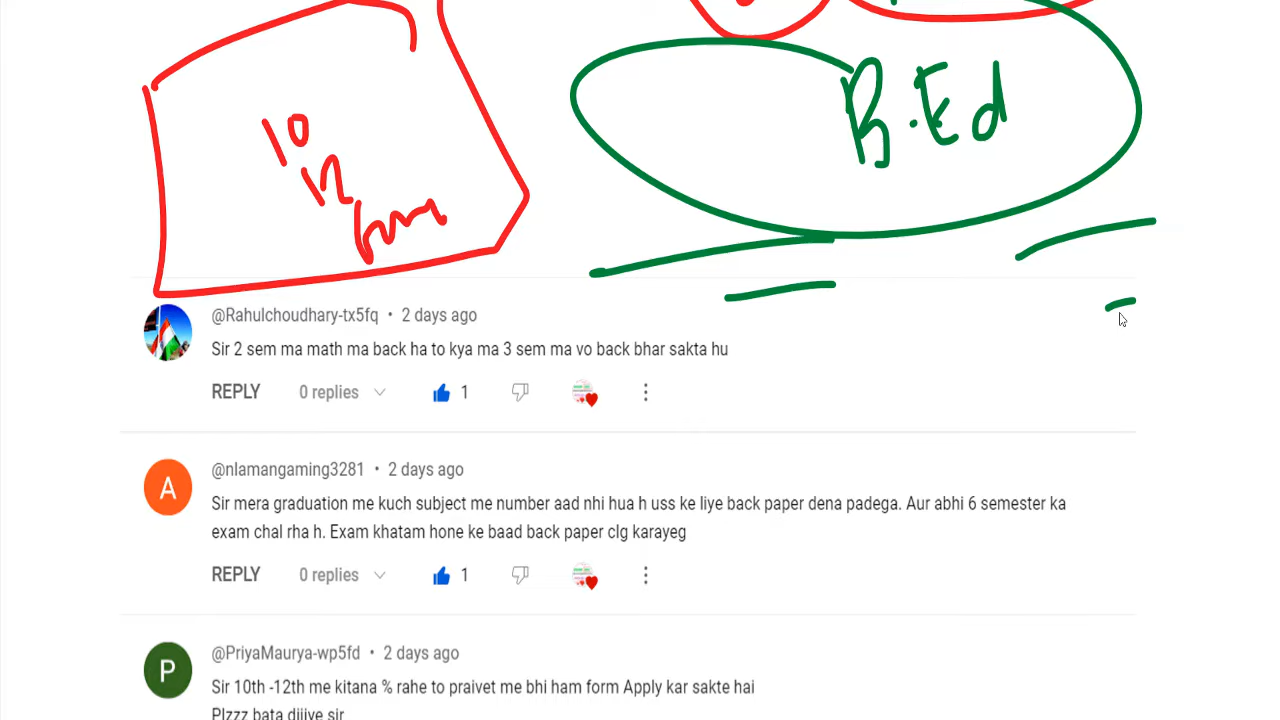 B.Ed
10
12
@Rahulchoudhary-tx5fq • 2 days ago
Sir 2 sem ma math ma back ha to kya ma 3 sem ma vo back bhar sakta hu
REPLY 0 replies 1
@nlamangaming3281 • 2 days ago
A
Sir mera graduation me kuch subject me number aad nhi hua h uss ke liye back paper dena padega. Aur abhi 6 semester ka
exam chal rha h. Exam khatam hone ke baad back paper clg karayeg
REPLY 0 replies 1
@PriyaMaurya-wp5fd • 2 days ago
P
Sir 10th -12th me kitana % rahe to praivet me bhi ham form Apply kar sakte hai
Plzzz bata dijiye sir